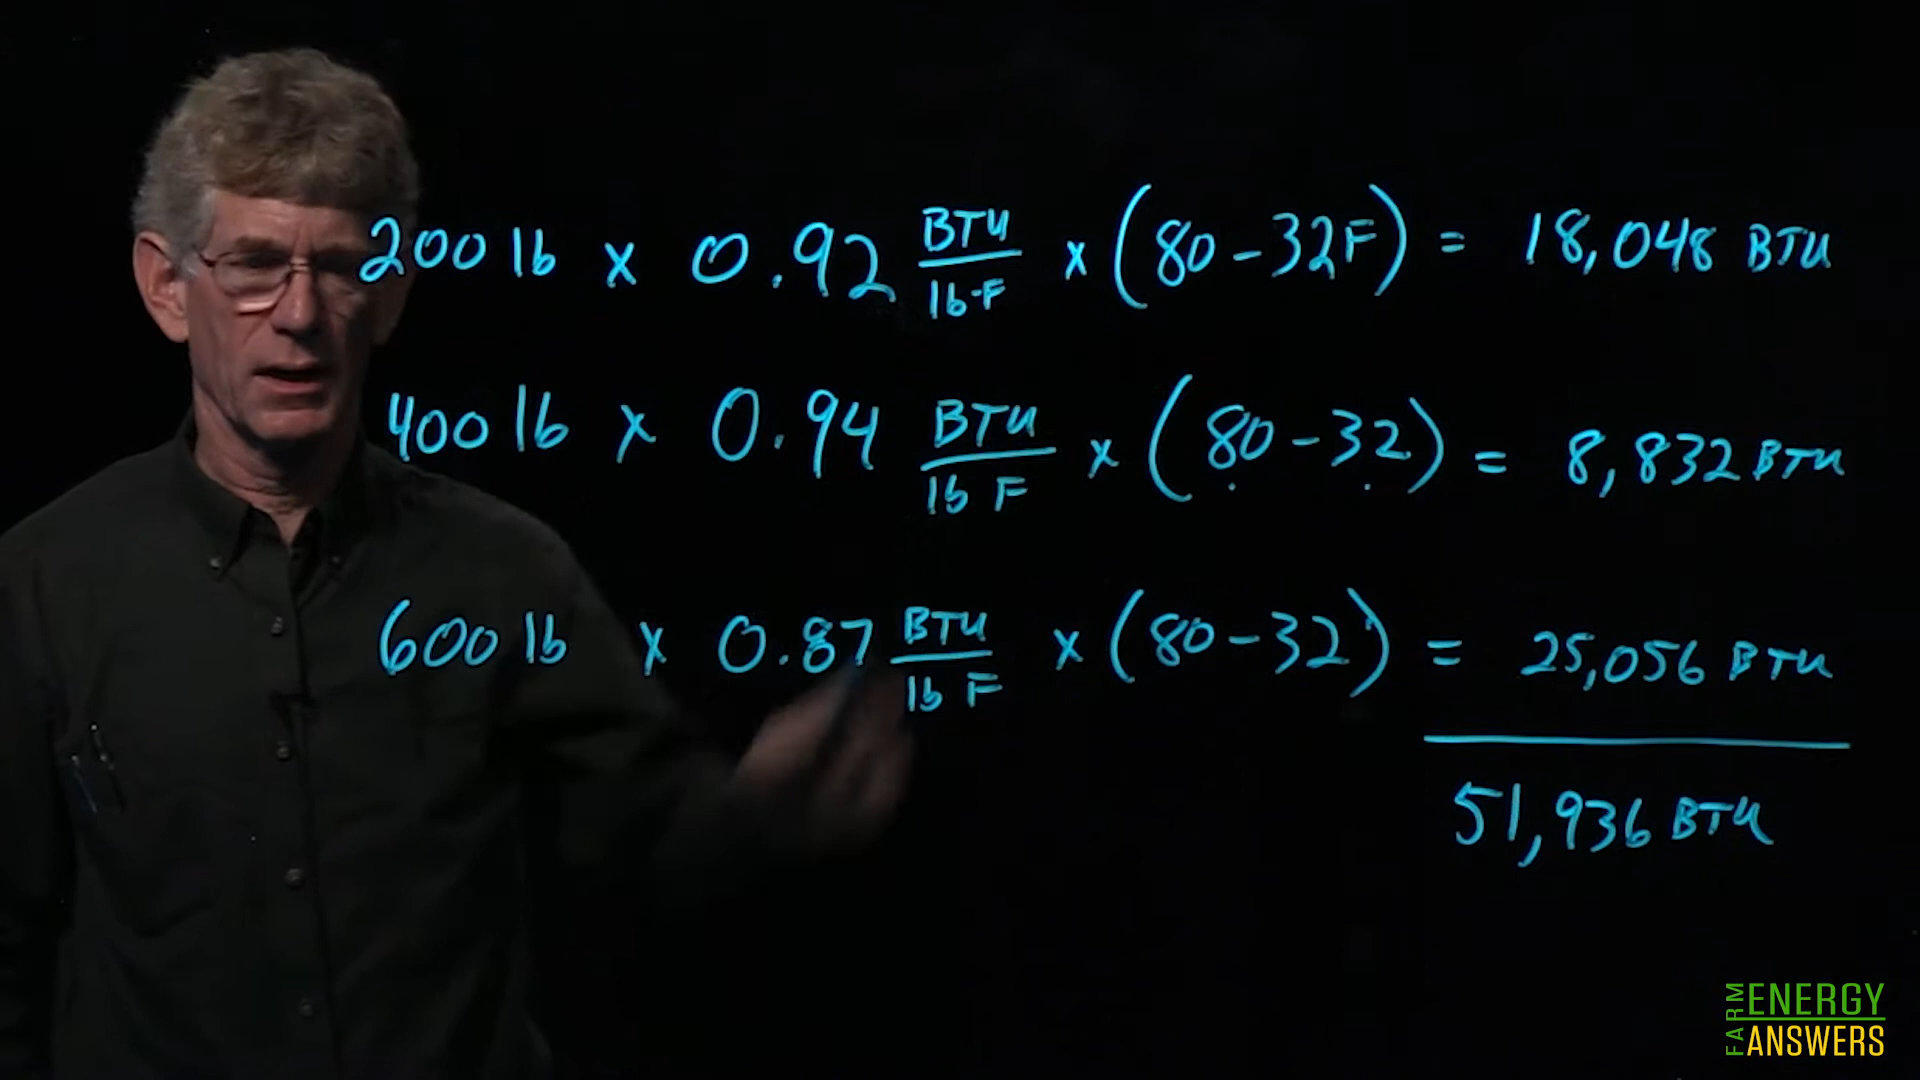 200 lb x 0.92 BTU/lb·F x (80-32F) = 18,048 BTU
400 lb x 0.94 BTU/lb F x (80-32) = 8,832 BTU
600 lb x 0.87 BTU/lb F x (80-32) = 25,056 BTU
51,936 BTU
FARM ENERGY ANSWERS